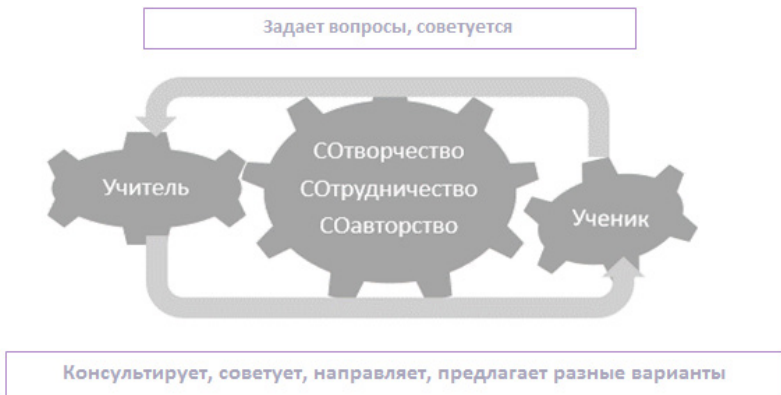 Задает вопросы, советуется
СОтворчество
Учитель
СОтрудничество
СОавторство
Ученик
Консультирует, советует, направляет, предлагает разные варианты